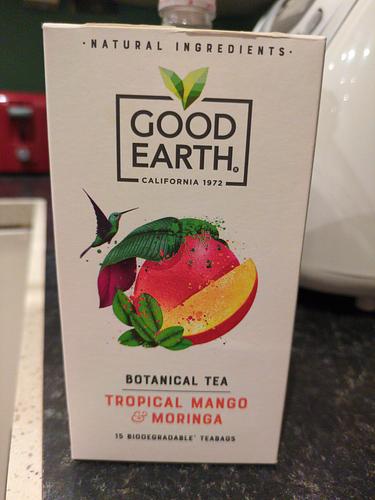 ·NATURAL INGREDIENTS·
GOOD
EARTH®
CALIFORNIA 1972
BOTANICAL TEA
TROPICAL MANGO
& MORINGA
15 BIODEGRADABLE* TEABAGS